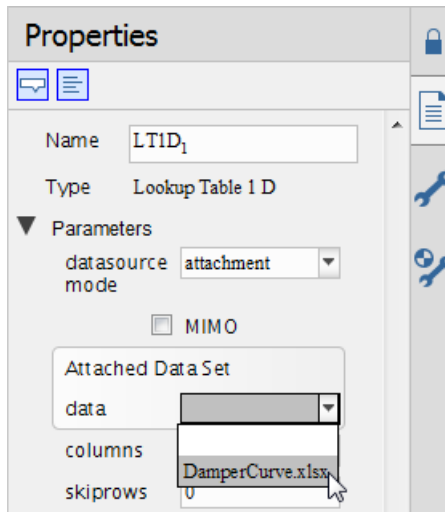 Properties
Name LT1D₁
Type Lookup Table 1 D
Parameters
datasource attachment
mode
MIMO
Attached Data Set
data
columns
DamperCurve.xlsx
skiprows 0